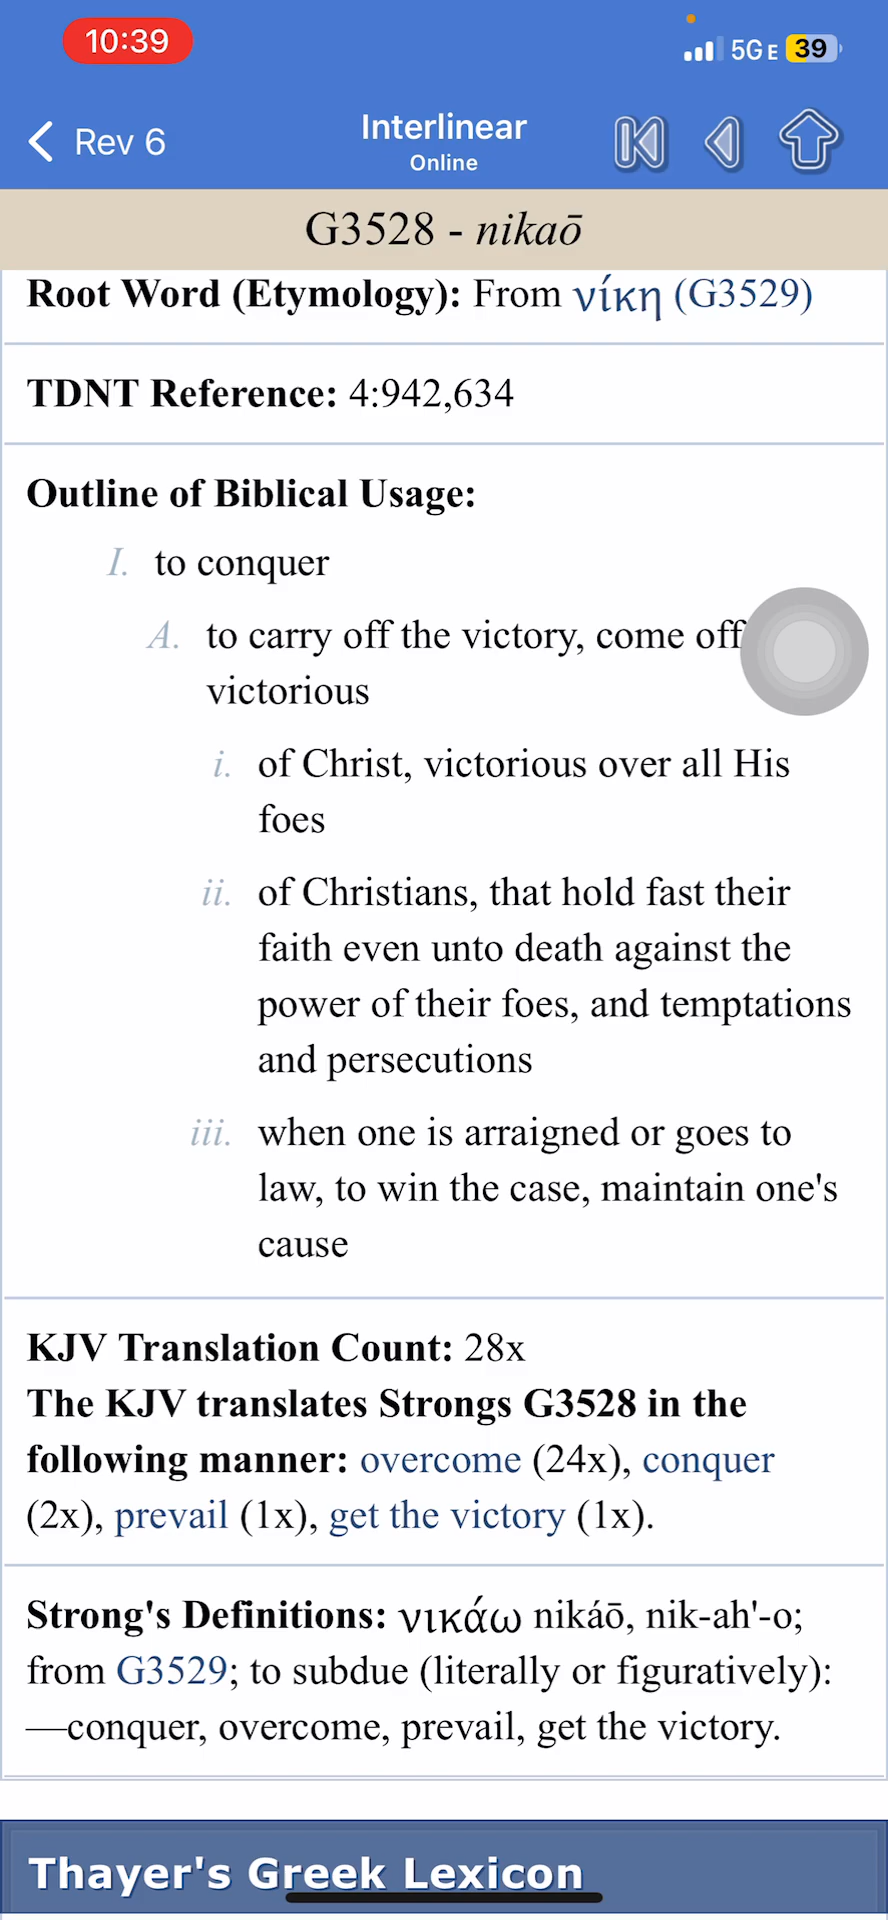 10:39
5G E 39
Rev 6
Interlinear
Online
G3528 - nikaō
Root Word (Etymology): From νίκη (G3529)
TDNT Reference: 4:942,634
Outline of Biblical Usage:
I. to conquer
A. to carry off the victory, come off
victorious
i. of Christ, victorious over all His
foes
ii. of Christians, that hold fast their
faith even unto death against the
power of their foes, and temptations
and persecutions
iii. when one is arraigned or goes to
law, to win the case, maintain one's
cause
KJV Translation Count: 28x
The KJV translates Strongs G3528 in the
following manner: overcome (24x), conquer
(2x), prevail (1x), get the victory (1x).
Strong's Definitions: νικάω nikáō, nik-ah'-o;
from G3529; to subdue (literally or figuratively):
—conquer, overcome, prevail, get the victory.
Thayer's Greek Lexicon